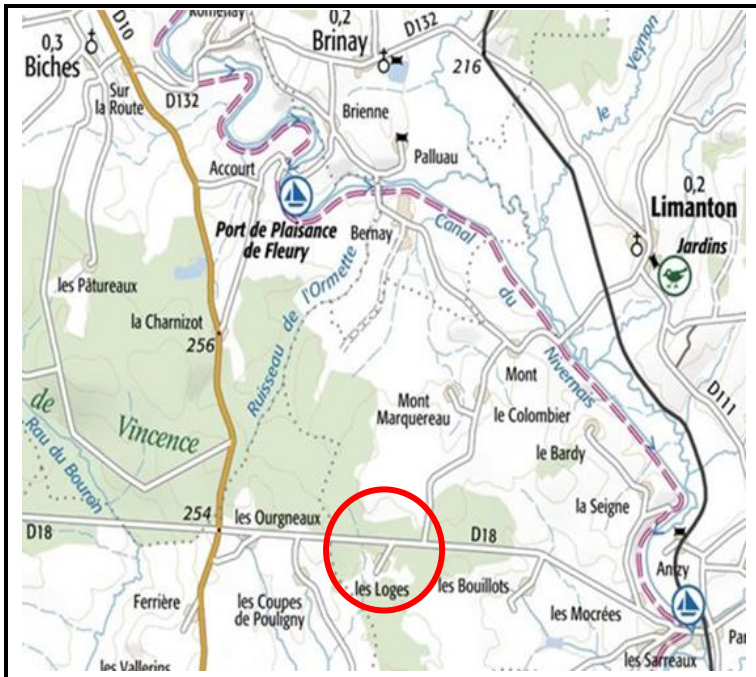 Romenay
0,2
Brinay
D132
0,3
Biches
D10
216
le Veynon
Sur
la Route
D132
Brienne
Palluau
Accourt
0,2
Limanton
Jardins
Port de Plaisance
de Fleury
Bernay
Canal
du
Nivernais
les Pâtureaux
la Charnizot
256
Ruisseau de l'Ormette
Mont
Mont
Marquereau
le Colombier
D111
de
Vincence
Rau du Bouron
le Bardy
la Seigne
254
les Ourgneaux
D18
D18
Anizy
les Loges
les Bouillots
Ferrière
les Coupes
de Pouligny
les Mocrées
les Vallerins
les Sarreaux